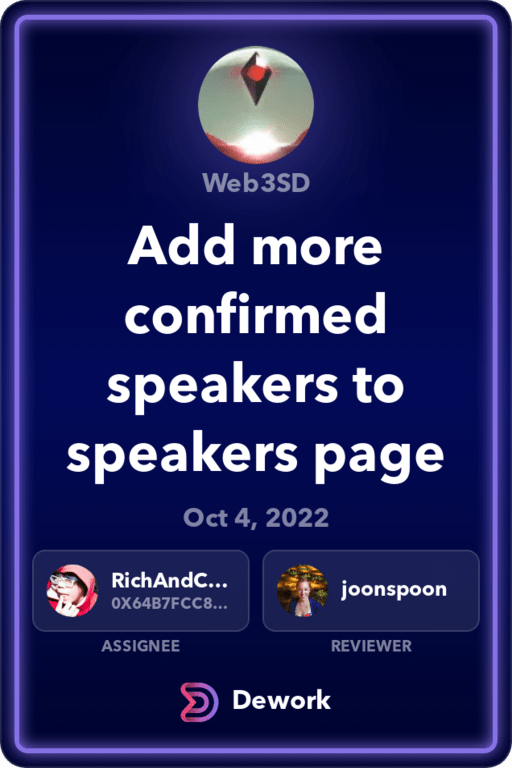 Web3SD
Add more
confirmed
speakers to
speakers page
Oct 4, 2022
RichAndC...
0X64B7FCC8...
joonspoon
ASSIGNEE
REVIEWER
Dework